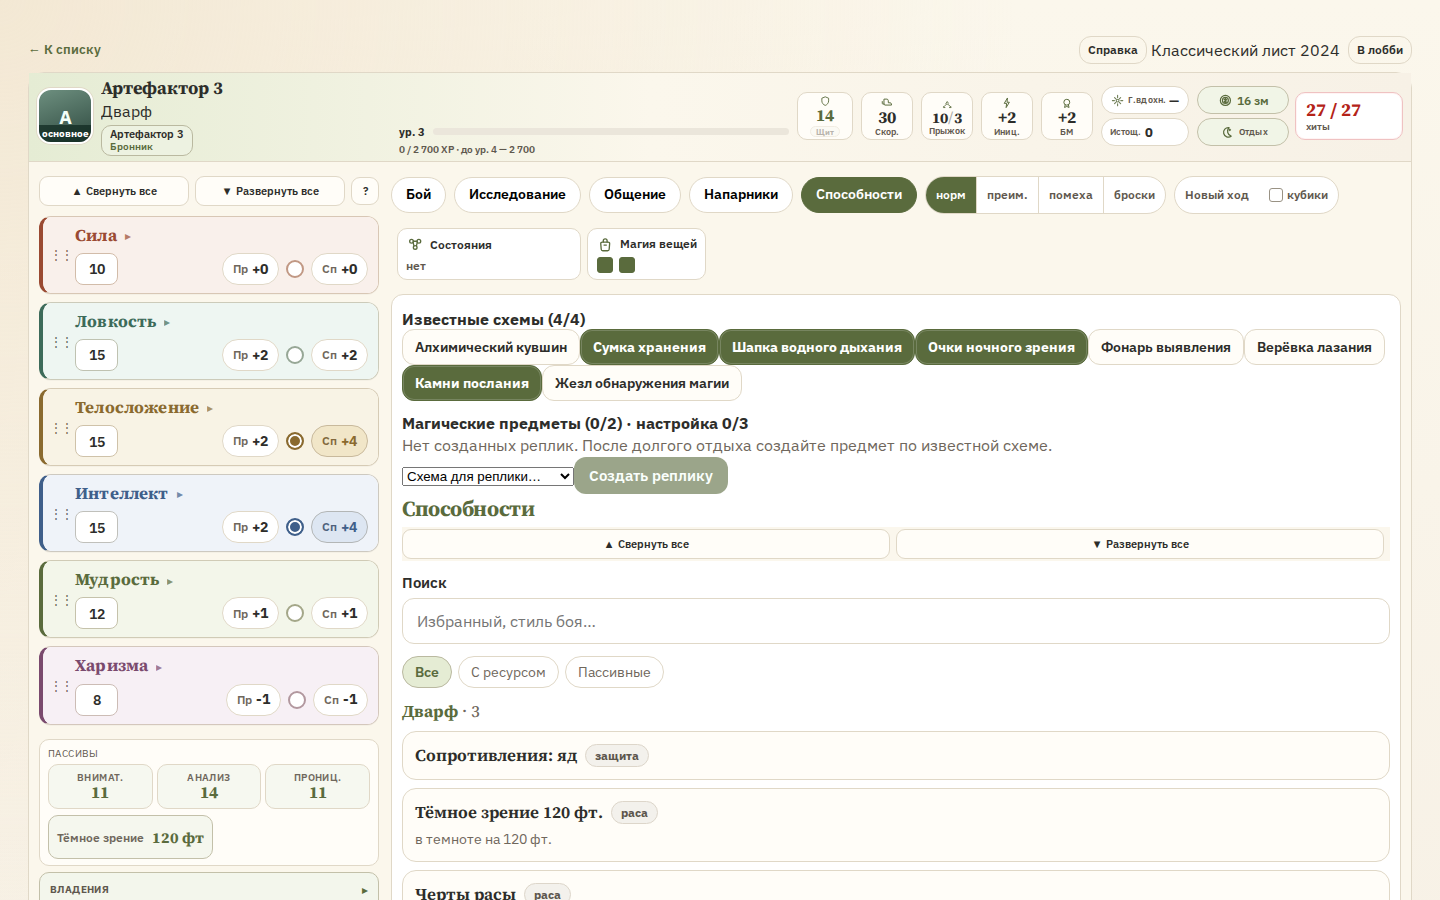 ← К списку
Справка
Классический лист 2024
В лобби
А
основное
Артефактор 3
Дварф
Артефактор 3
Бронник
ур. 3
0 / 2 700 XP · до ур. 4 — 2 700
14
Щит
30
Скор.
10/3
Прыжок
+2
Иниц.
+2
БМ
Г.вдохн. —
Истощ. 0
16 зм
Отдых
27 / 27
хиты
▲ Свернуть все
▼ Развернуть все
?
Сила ▸
10
Пр +0
Сп +0
Ловкость ▸
15
Пр +2
Сп +2
Телосложение ▸
15
Пр +2
Сп +4
Интеллект ▸
15
Пр +2
Сп +4
Мудрость ▸
12
Пр +1
Сп +1
Харизма ▸
8
Пр -1
Сп -1
ПАССИВЫ
ВНИМАТ.
11
АНАЛИЗ
14
ПРОНИЦ.
11
Тёмное зрение 120 фт
ВЛАДЕНИЯ ▸
Бой
Исследование
Общение
Напарники
Способности
норм
преим.
помеха
броски
Новый ход
кубики
Состояния
нет
Магия вещей
Известные схемы (4/4)
Алхимический кувшин
Сумка хранения
Шапка водного дыхания
Очки ночного зрения
Фонарь выявления
Верёвка лазания
Камни послания
Жезл обнаружения магии
Магические предметы (0/2) · настройка 0/3
Нет созданных реплик. После долгого отдыха создайте предмет по известной схеме.
Схема для реплики...
Создать реплику
Способности
▲ Свернуть все
▼ Развернуть все
Поиск
Избранный, стиль боя...
Все
С ресурсом
Пассивные
Дварф · 3
Сопротивления: яд защита
Тёмное зрение 120 фт. раса
в темноте на 120 фт.
Черты расы раса